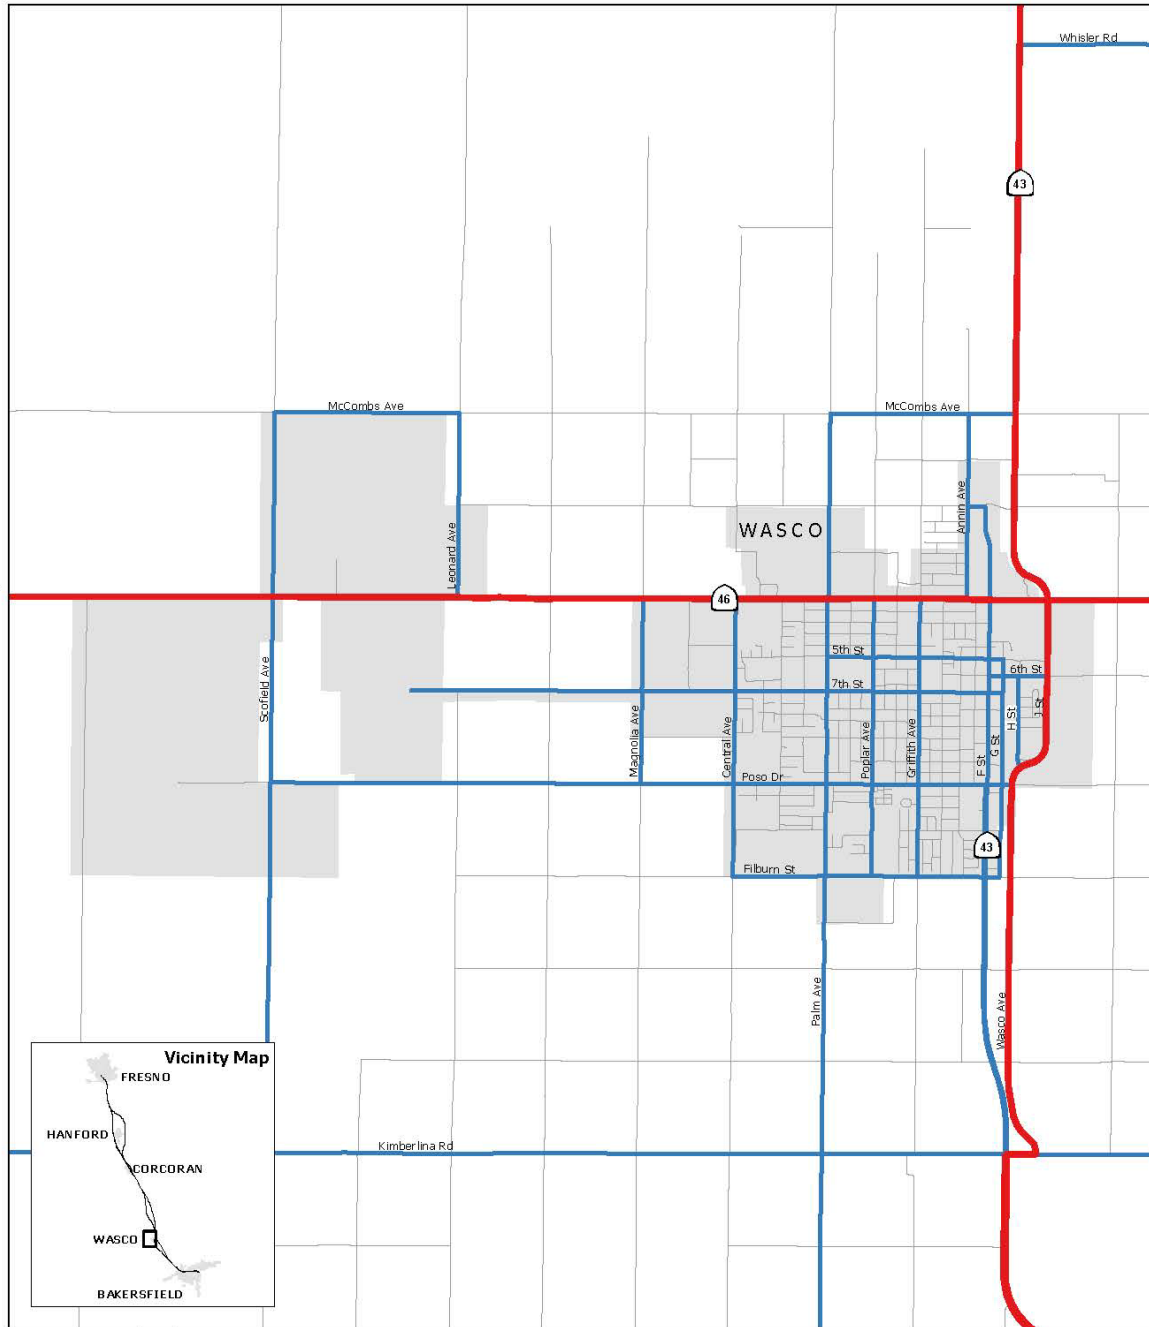 Whisler Rd
43
McCombs Ave
McCombs Ave
Leonard Ave
Annin Ave
WASCO
46
5th St
6th St
7th St
Scofield Ave
Magnolia Ave
Central Ave
Poplar Ave
Griffith Ave
F St
G St
H St
J St
Poso Dr
43
Filburn St
Palm Ave
Wasco Ave
Kimberlina Rd
Vicinity Map
FRESNO
HANFORD
CORCORAN
WASCO
BAKERSFIELD